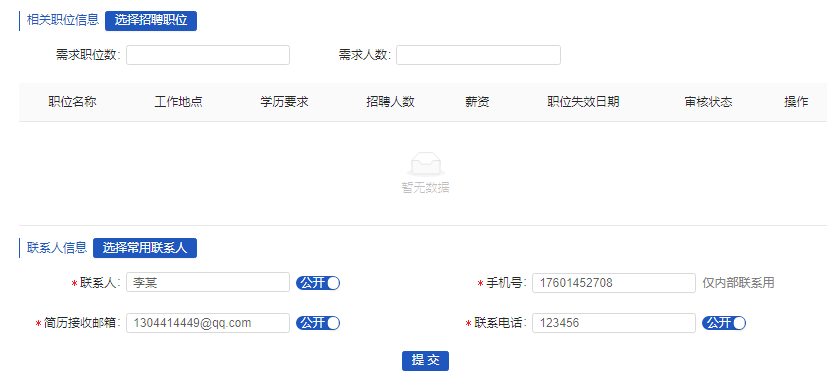 相关职位信息 选择招聘职位
需求职位数: 需求人数:
职位名称 工作地点 学历要求 招聘人数 薪资 职位失效日期 审核状态 操作
暂无数据
联系人信息 选择常用联系人
*联系人: 李某 公开 *手机号: 17601452708 仅内部联系用
*简历接收邮箱: 1304414449@qq.com 公开 *联系电话: 123456 公开
提 交